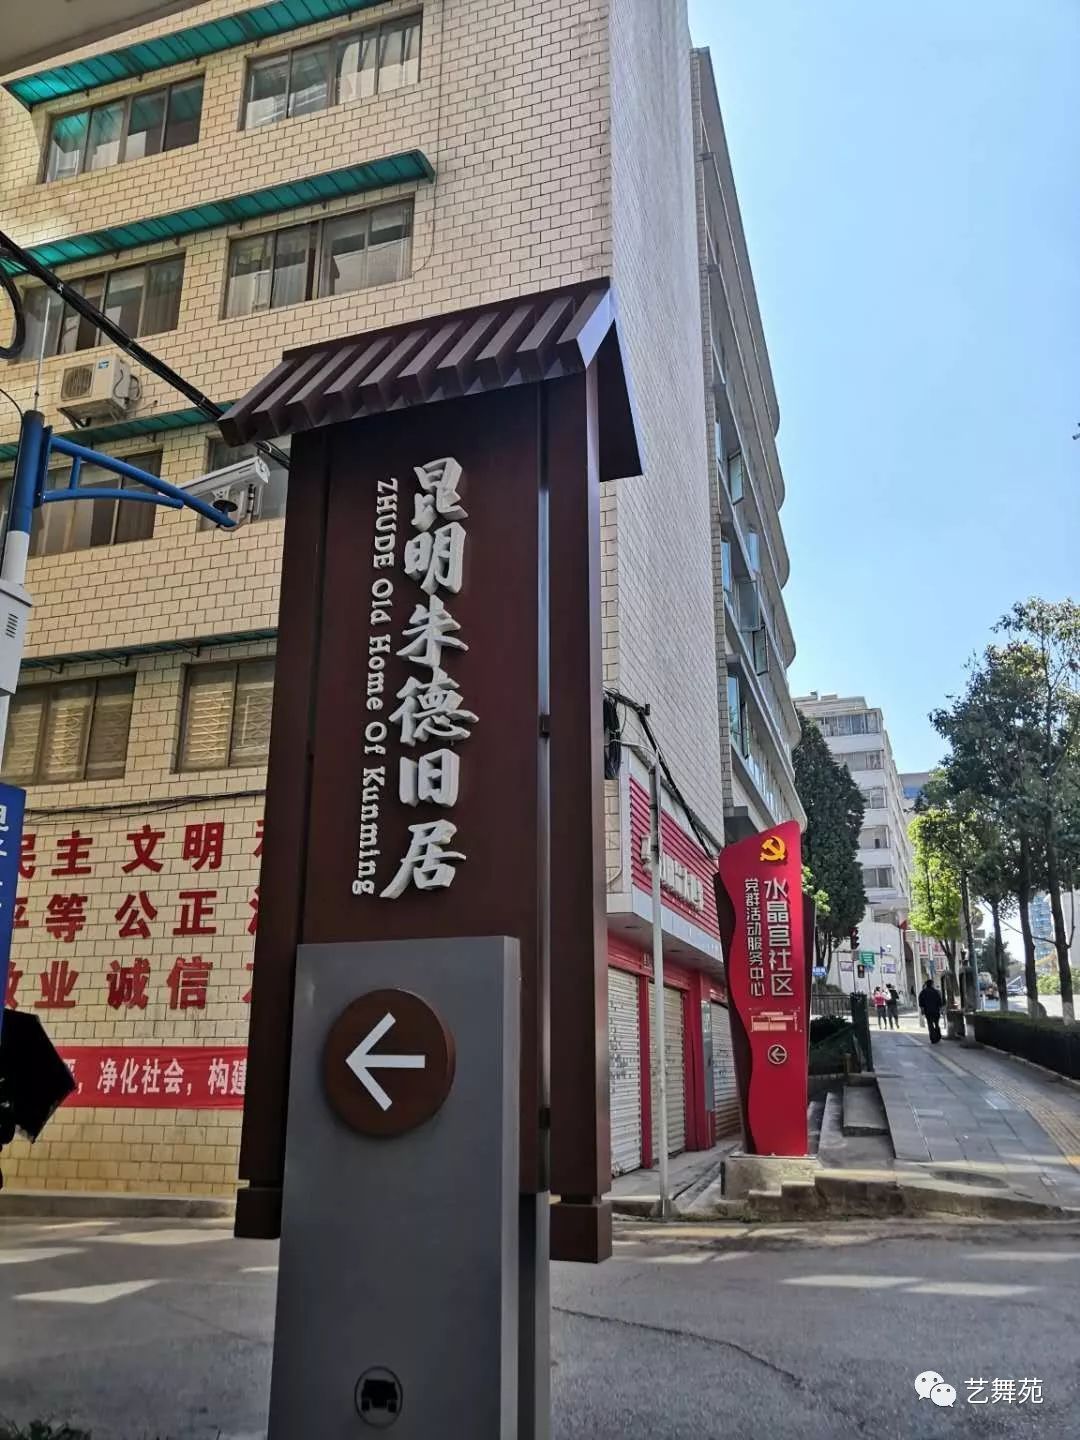 昆明朱德旧居
ZHUDE Old Home Of Kunming
水晶宫社区
党群活动服务中心
民主 文明
平等 公正
敬业 诚信
净化社会，构建
艺舞苑